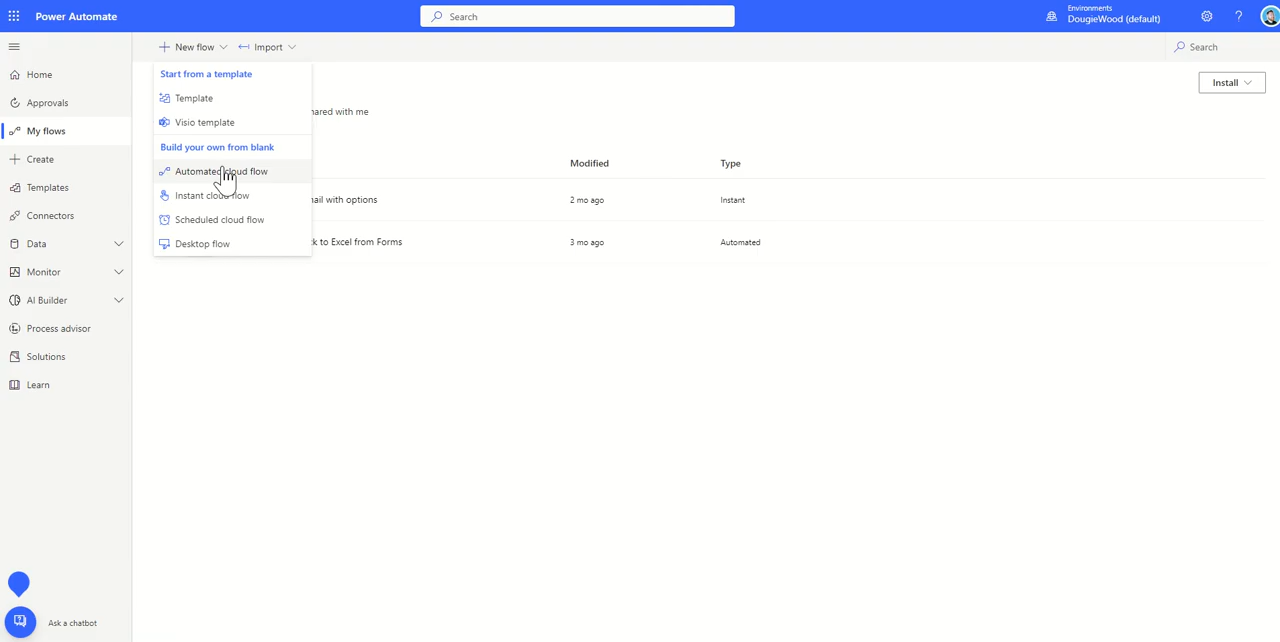 Power Automate
Search
Environments
DougieWood (default)
?
New flow
Import
Search
Home
Approvals
My flows
Create
Templates
Connectors
Data
Monitor
AI Builder
Process advisor
Solutions
Learn
Start from a template
Template
Visio template
Build your own from blank
Automated cloud flow
Instant cloud flow
Scheduled cloud flow
Desktop flow
Install
with me
Modified
Type
with options
2 mo ago
Instant
to Excel from Forms
3 mo ago
Automated
Ask a chatbot